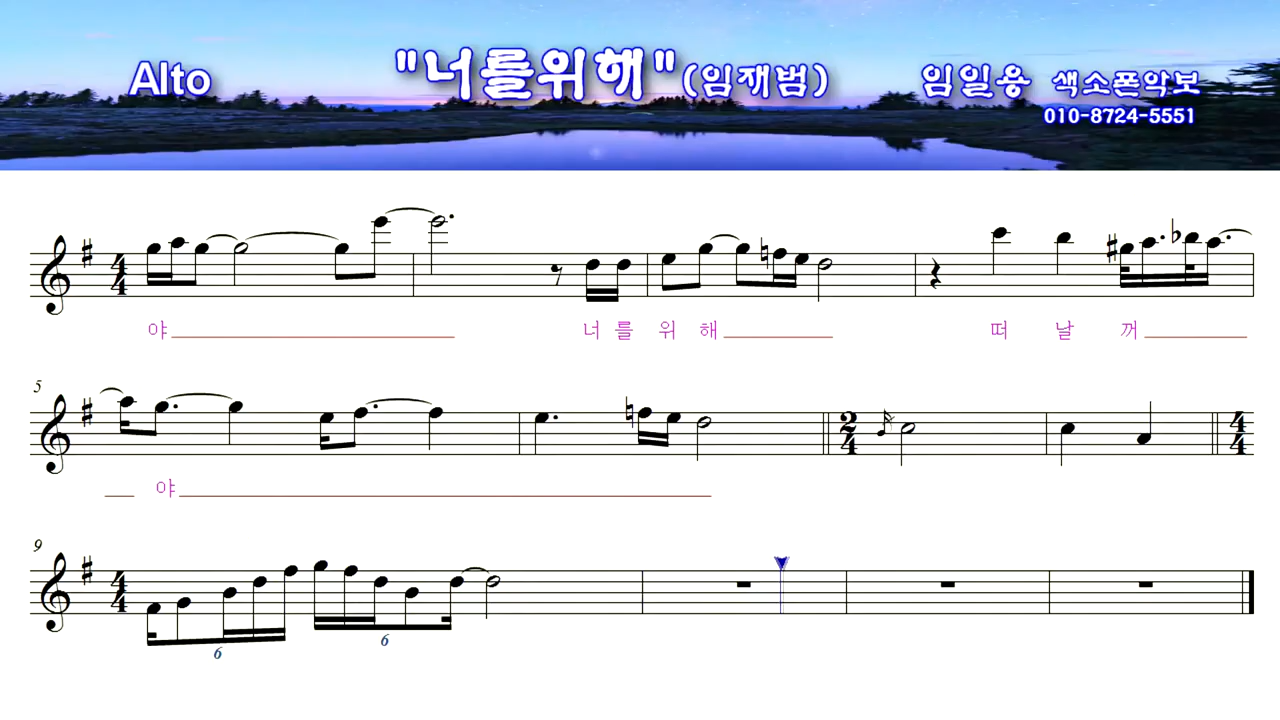 Alto "너를위해"(임재범) 임일용 색소폰악보
010-8724-5551
4 4
야 너 를 위 해 떠 날 꺼
5
2 4 4 4
야
9
4 4
6 6